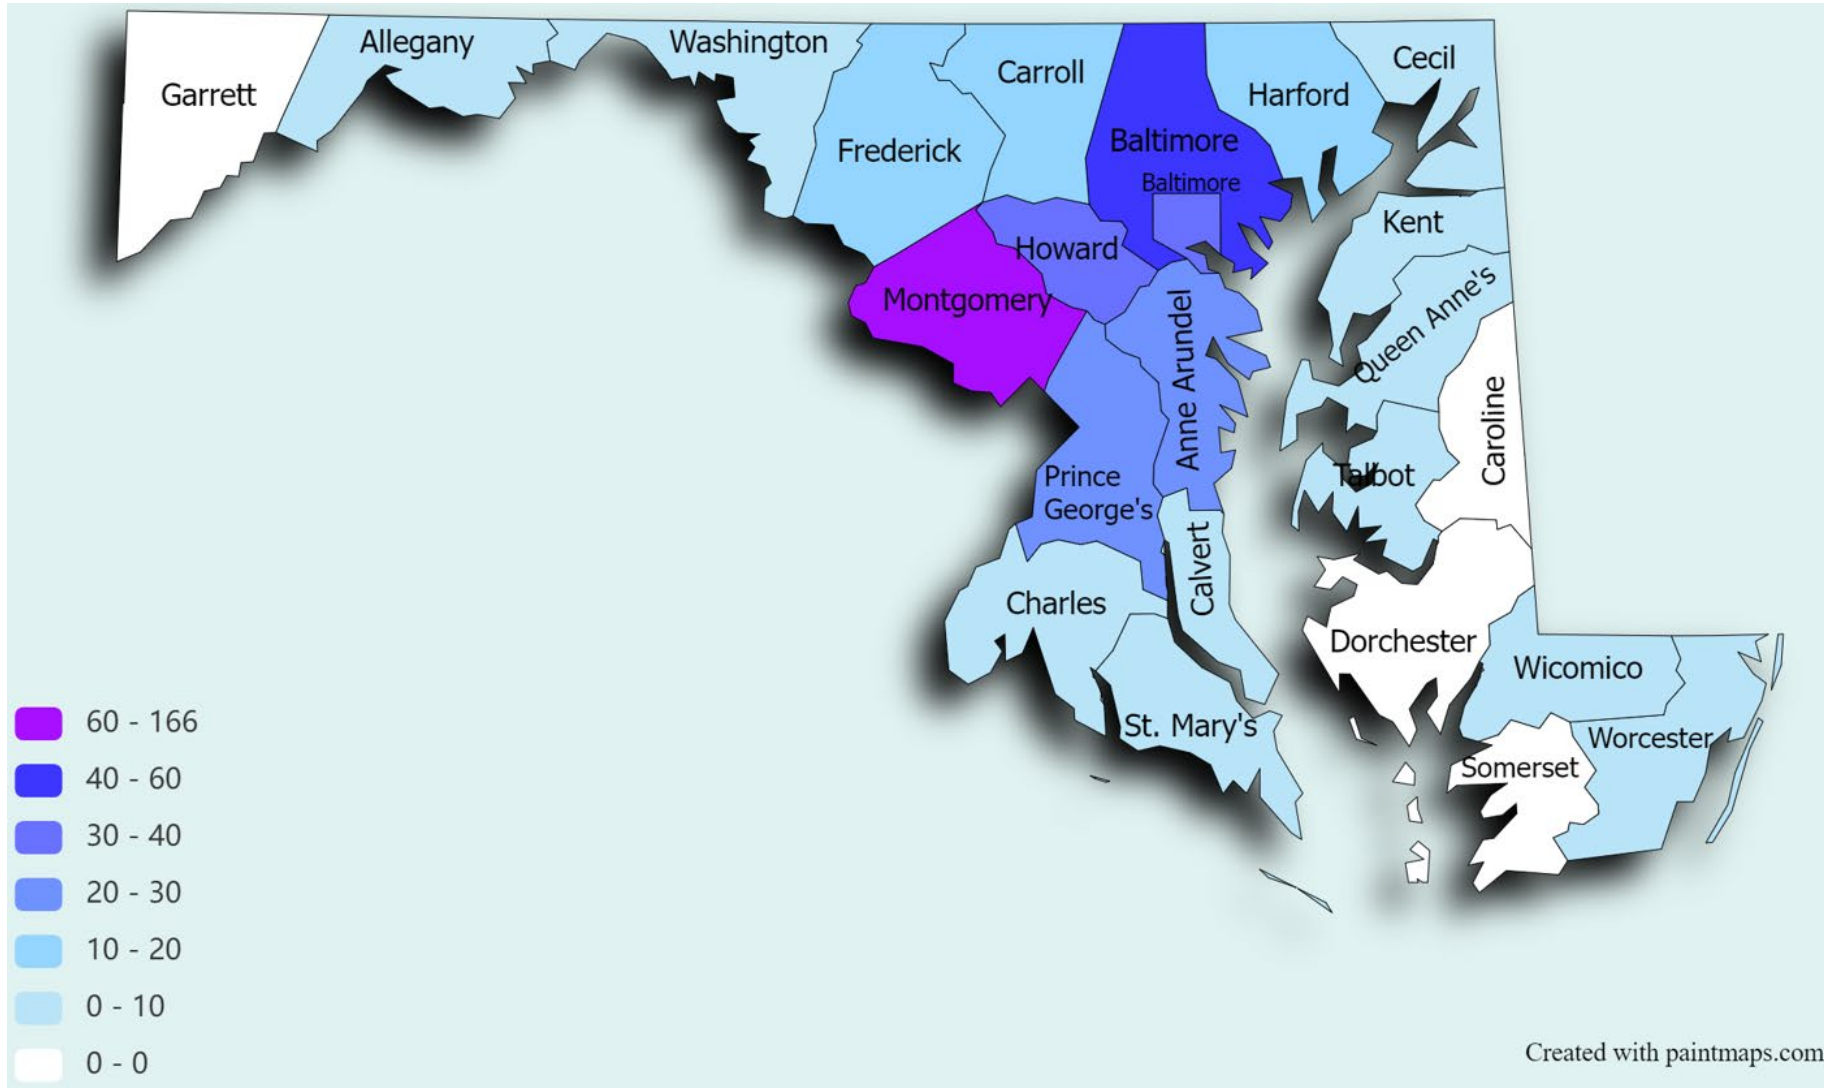 Garrett
Allegany
Washington
Frederick
Carroll
Baltimore
Baltimore
Harford
Cecil
Kent
Queen Anne's
Howard
Montgomery
Anne Arundel
Caroline
Talbot
Prince
George's
Calvert
Charles
Dorchester
St. Mary's
Wicomico
Worcester
Somerset
60 - 166
40 - 60
30 - 40
20 - 30
10 - 20
0 - 10
0 - 0
Created with paintmaps.com